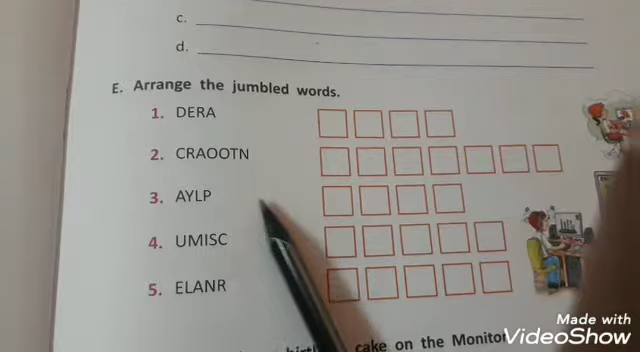 c.
d.
E. Arrange the jumbled words.
1. DERA
2. CRAOOTN
3. AYLP
4. UMISC
5. ELANR
cake on the Monitor
Made with
VideoShow